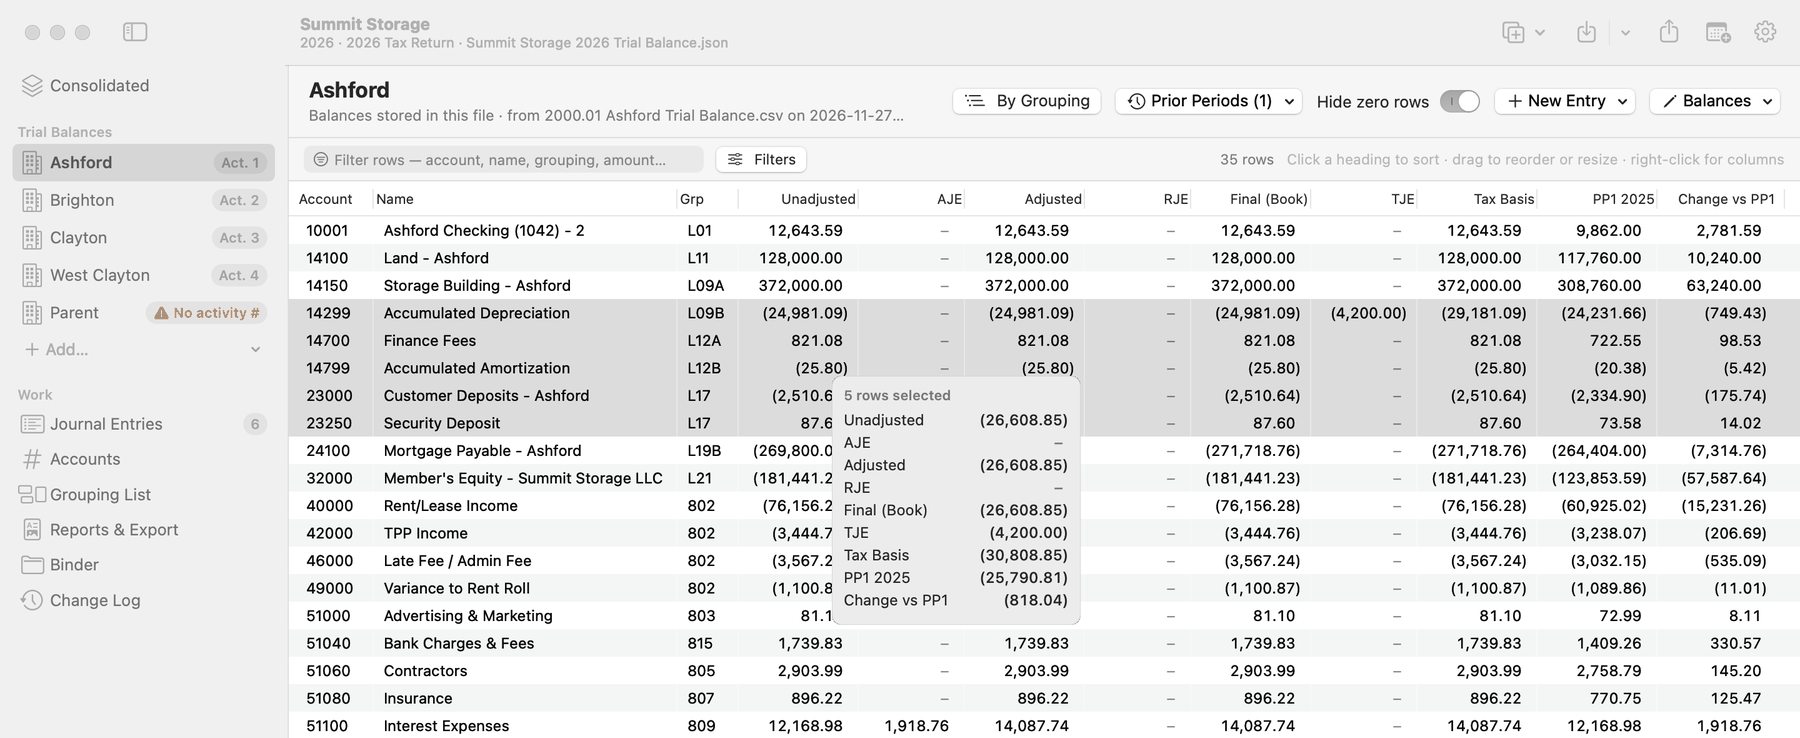 Summit Storage
2026 · 2026 Tax Return · Summit Storage 2026 Trial Balance.json
Consolidated
Trial Balances
Ashford Act. 1
Brighton Act. 2
Clayton Act. 3
West Clayton Act. 4
Parent No activity #
Add...
Work
Journal Entries 6
Accounts
Grouping List
Reports & Export
Binder
Change Log
Ashford
Balances stored in this file · from 2000.01 Ashford Trial Balance.csv on 2026-11-27...
By Grouping Prior Periods (1) Hide zero rows New Entry Balances
Filter rows — account, name, grouping, amount... Filters
35 rows Click a heading to sort · drag to reorder or resize · right-click for columns
Account Name Grp Unadjusted AJE Adjusted RJE Final (Book) TJE Tax Basis PP1 2025 Change vs PP1
10001 Ashford Checking (1042) - 2 L01 12,643.59 – 12,643.59 – 12,643.59 – 12,643.59 9,862.00 2,781.59
14100 Land - Ashford L11 128,000.00 – 128,000.00 – 128,000.00 – 128,000.00 117,760.00 10,240.00
14150 Storage Building - Ashford L09A 372,000.00 – 372,000.00 – 372,000.00 – 372,000.00 308,760.00 63,240.00
14299 Accumulated Depreciation L09B (24,981.09) – (24,981.09) – (24,981.09) (4,200.00) (29,181.09) (24,231.66) (749.43)
14700 Finance Fees L12A 821.08 – 821.08 – 821.08 – 821.08 722.55 98.53
14799 Accumulated Amortization L12B (25.80) – (25.80) – (25.80) – (25.80) (20.38) (5.42)
23000 Customer Deposits - Ashford L17 (2,510.6 – (2,510.64) – (2,510.64) (2,334.90) (175.74)
23250 Security Deposit L17 87.6 – 87.60 – 87.60 73.58 14.02
24100 Mortgage Payable - Ashford L19B (269,800.0 – (271,718.76) – (271,718.76) (264,404.00) (7,314.76)
32000 Member's Equity - Summit Storage LLC L21 (181,441.2 – (181,441.23) – (181,441.23) (123,853.59) (57,587.64)
40000 Rent/Lease Income 802 (76,156.2 – (76,156.28) – (76,156.28) (60,925.02) (15,231.26)
42000 TPP Income 802 (3,444.7 – (3,444.76) – (3,444.76) (3,238.07) (206.69)
46000 Late Fee / Admin Fee 802 (3,567.2 – (3,567.24) – (3,567.24) (3,032.15) (535.09)
49000 Variance to Rent Roll 802 (1,100.8 – (1,100.87) – (1,100.87) (1,089.86) (11.01)
51000 Advertising & Marketing 803 81.1 – 81.10 – 81.10 72.99 8.11
51040 Bank Charges & Fees 815 1,739.83 – 1,739.83 – 1,739.83 – 1,739.83 1,409.26 330.57
51060 Contractors 805 2,903.99 – 2,903.99 – 2,903.99 – 2,903.99 2,758.79 145.20
51080 Insurance 807 896.22 – 896.22 – 896.22 – 896.22 770.75 125.47
51100 Interest Expenses 809 12,168.98 1,918.76 14,087.74 – 14,087.74 – 14,087.74 12,168.98 1,918.76
5 rows selected
Unadjusted (26,608.85)
AJE –
Adjusted (26,608.85)
RJE –
Final (Book) (26,608.85)
TJE (4,200.00)
Tax Basis (30,808.85)
PP1 2025 (25,790.81)
Change vs PP1 (818.04)